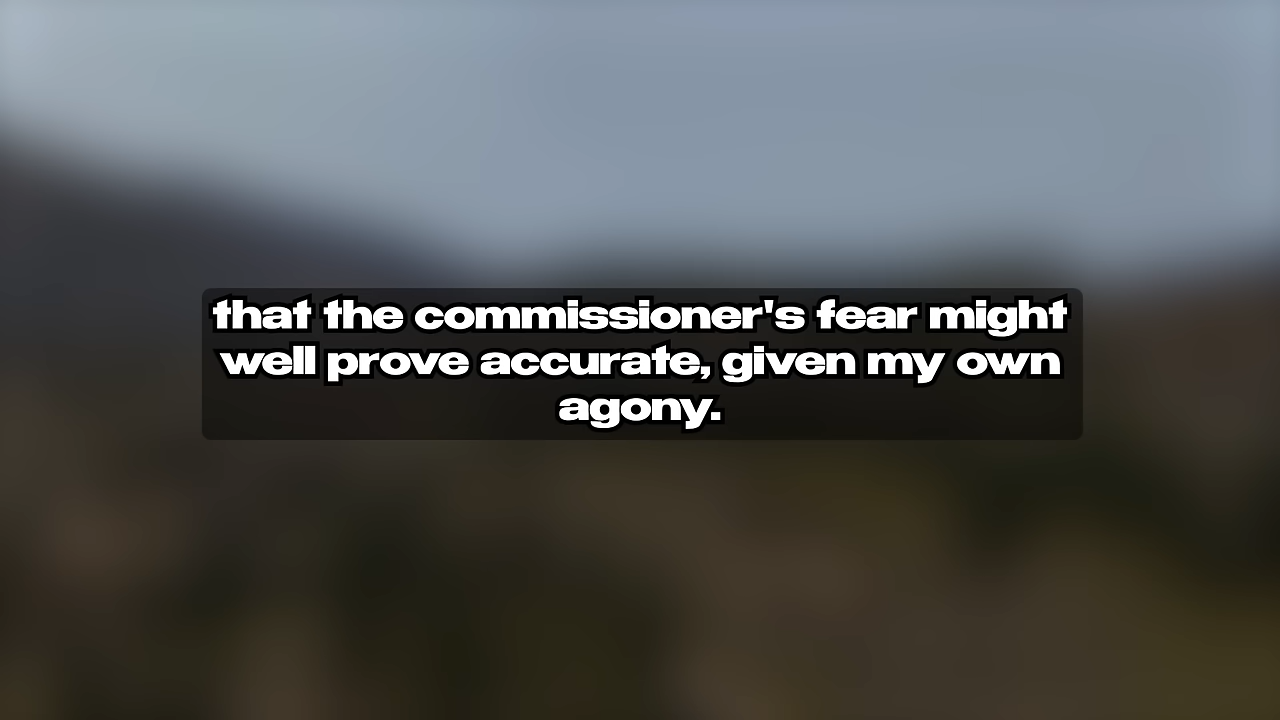 that the commissioner's fear might
well prove accurate, given my own
agony.